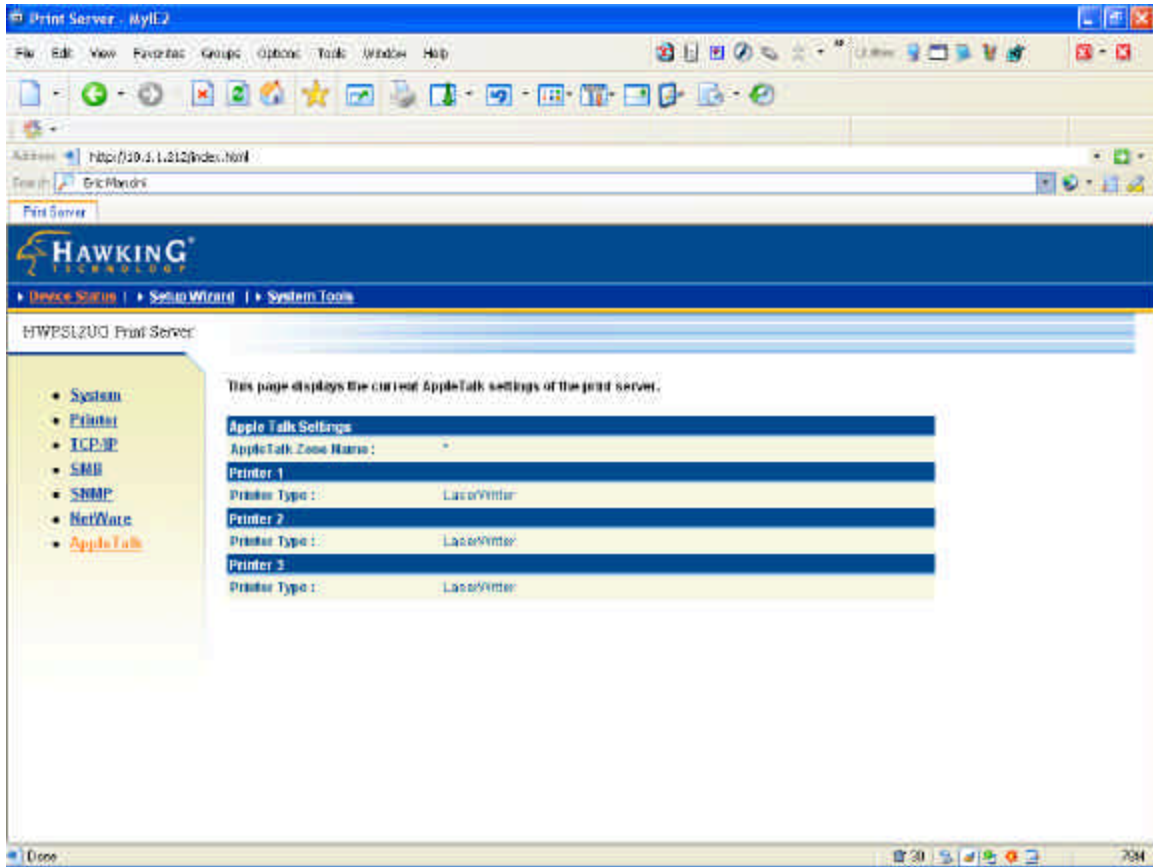 Print Server - MyIE2
File Edit View Favorites Groups Options Tools Window Help
Address http://10.1.1.212/index.html
Search Eric Mandri
Print Server
HAWKING
TECHNOLOGY
Device Status | Setup Wizard | System Tools
HWPS12UG Print Server
System
Printer
TCP/IP
SMB
SNMP
NetWare
AppleTalk
This page displays the current AppleTalk settings of the print server.
Apple Talk Settings
AppleTalk Zone Name : *
Printer 1
Printer Type : LaserWriter
Printer 2
Printer Type : LaserWriter
Printer 3
Printer Type : LaserWriter
Done